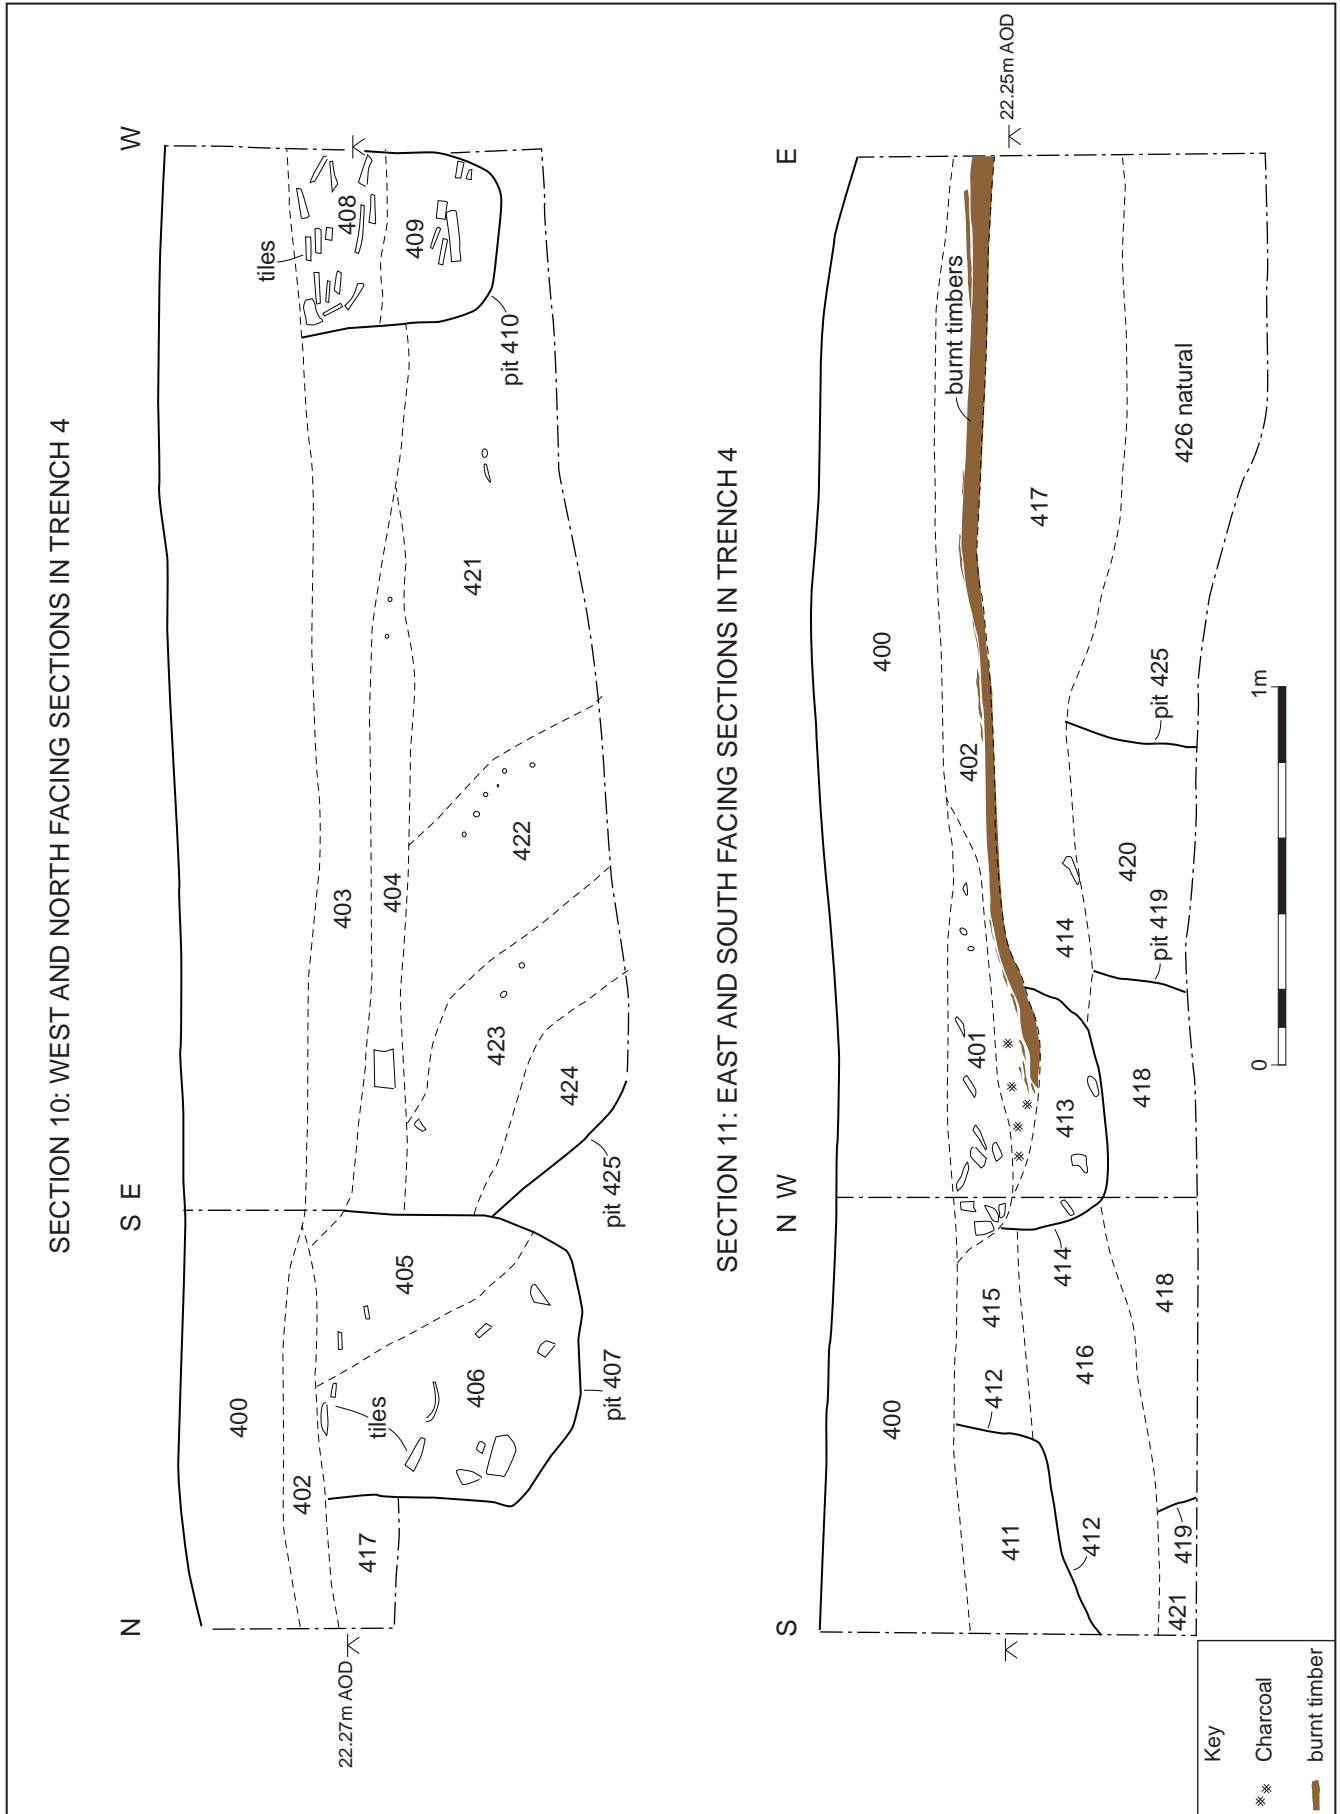 SECTION 10: WEST AND NORTH FACING SECTIONS IN TRENCH 4
N
S E
W
400
402
403
404
tiles
408
409
405
406
tiles
417
421
422
423
424
pit 410
pit 425
pit 407
22.27m AOD
SECTION 11: EAST AND SOUTH FACING SECTIONS IN TRENCH 4
S
N W
E
400
400
402
burnt timbers
401
415
412
411
412
414
416
413
414
417
418
418
419
421
420
pit 419
pit 425
426 natural
22.25m AOD
0
1m
Key
Charcoal
burnt timber